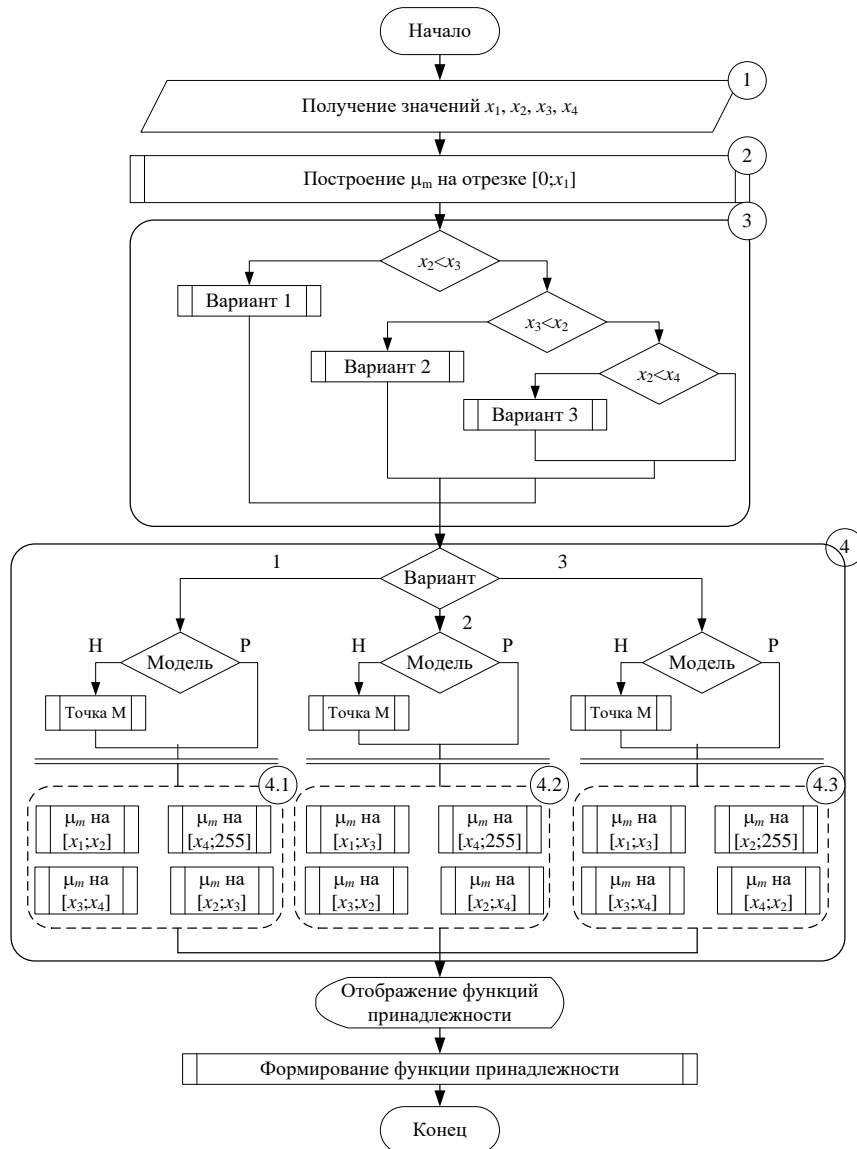 Начало
1
Получение значений x1, x2, x3, x4
2
Построение μm на отрезке [0;x1]
3
x2<x3
Вариант 1
x3<x2
Вариант 2
x2<x4
Вариант 3
4
1
Вариант
3
2
Н
Модель
Р
Н
Модель
Р
Н
Модель
Р
Точка М
Точка М
Точка М
4.1
4.2
4.3
μm на
[x1;x2]
μm на
[x4;255]
μm на
[x3;x4]
μm на
[x2;x3]
μm на
[x1;x3]
μm на
[x4;255]
μm на
[x3;x2]
μm на
[x2;x4]
μm на
[x1;x3]
μm на
[x2;255]
μm на
[x3;x4]
μm на
[x4;x2]
Отображение функций
принадлежности
Формирование функции принадлежности
Конец